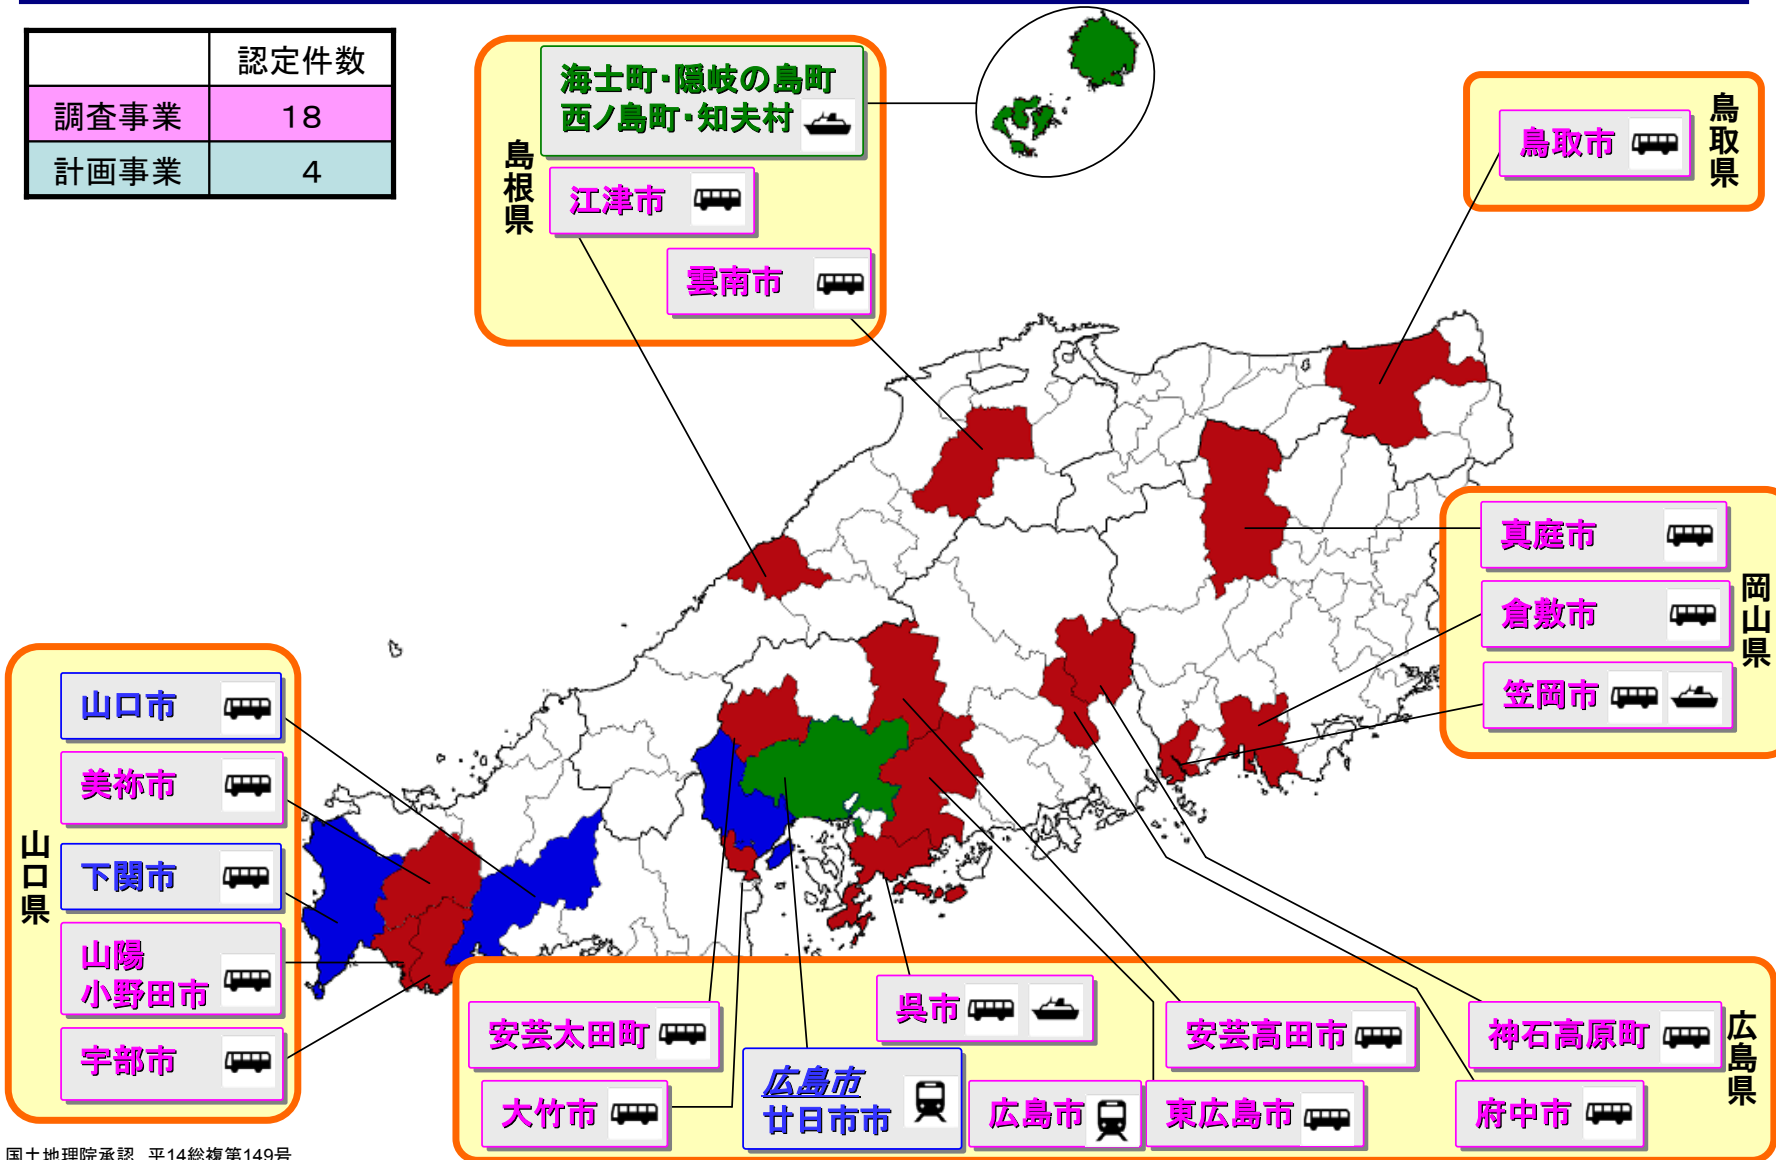 認定件数
調査事業 18
計画事業 4
島根県
海士町・隠岐の島町
西ノ島町・知夫村
江津市
雲南市
鳥取県
鳥取市
岡山県
真庭市
倉敷市
笠岡市
山口県
山口市
美祢市
下関市
山陽
小野田市
宇部市
広島県
安芸太田町
大竹市
広島市
廿日市市
呉市
広島市
安芸高田市
東広島市
神石高原町
府中市
国土地理院承認 平14総複第149号